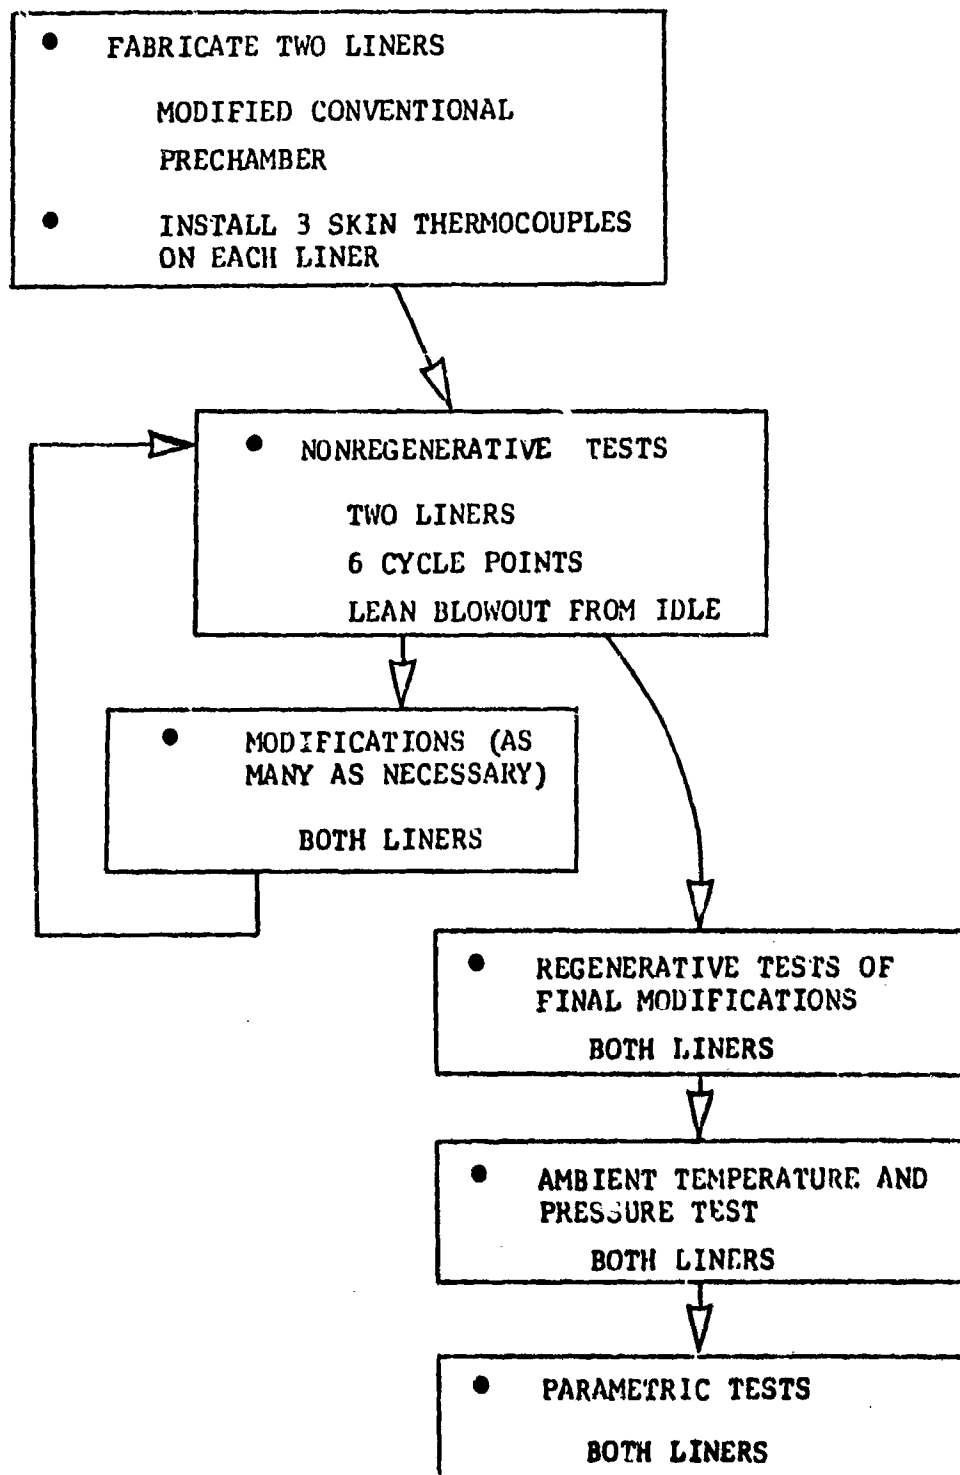 ● FABRICATE TWO LINERS
MODIFIED CONVENTIONAL
PRECHAMBER
● INSTALL 3 SKIN THERMOCOUPLES
ON EACH LINER
● NONREGENERATIVE TESTS
TWO LINERS
6 CYCLE POINTS
LEAN BLOWOUT FROM IDLE
● MODIFICATIONS (AS
MANY AS NECESSARY)
BOTH LINERS
● REGENERATIVE TESTS OF
FINAL MODIFICATIONS
BOTH LINERS
● AMBIENT TEMPERATURE AND
PRESSURE TEST
BOTH LINERS
● PARAMETRIC TESTS
BOTH LINERS